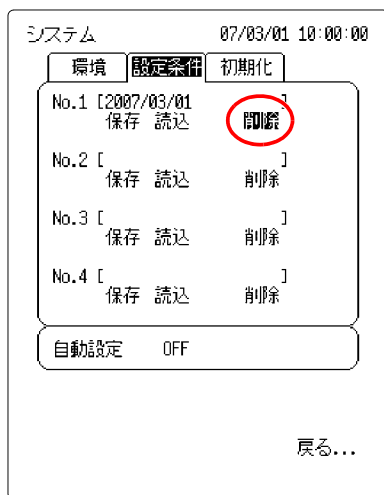 システム 07/03/01 10:00:00
環境 設定条件 初期化
No.1 [2007/03/01 ]
保存 読込 削除
No.2 [ ]
保存 読込 削除
No.3 [ ]
保存 読込 削除
No.4 [ ]
保存 読込 削除
自動設定 OFF
戻る...